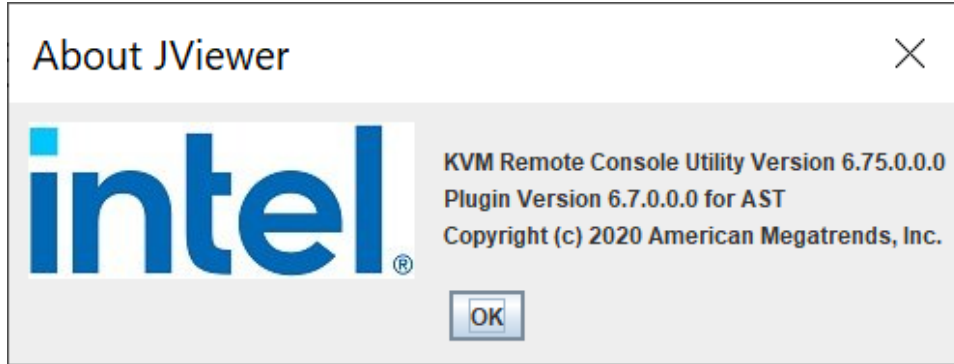 About JViewer
intel®
KVM Remote Console Utility Version 6.75.0.0.0
Plugin Version 6.7.0.0.0 for AST
Copyright (c) 2020 American Megatrends, Inc.
OK